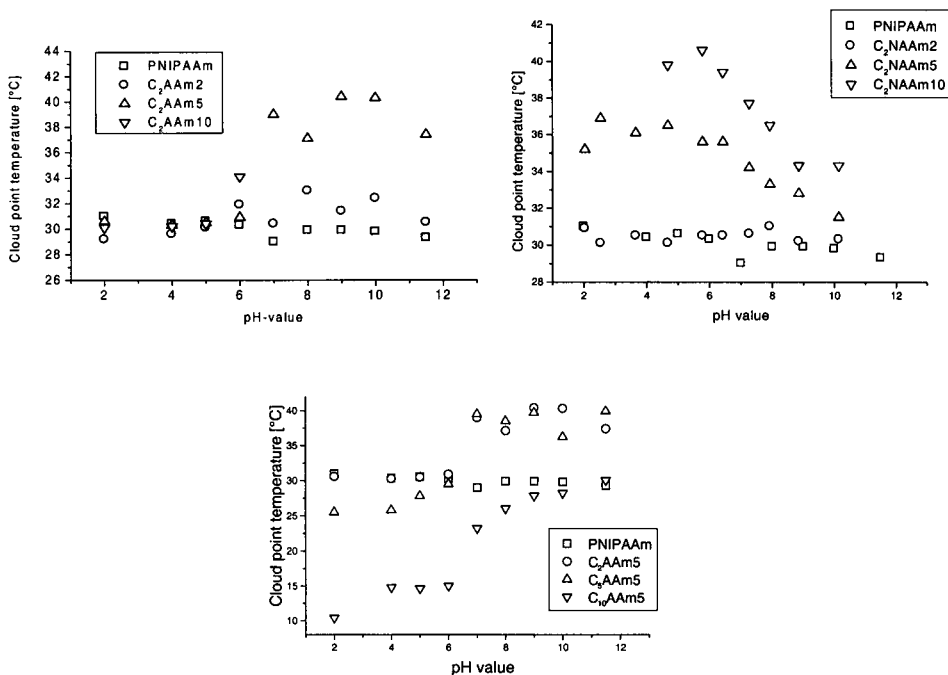 Cloud point temperature [°C]
44
42
40
38
36
34
32
30
28
26
PNIPAAm
C₂AAm2
C₂AAm5
C₂AAm10
2
4
6
8
10
12
pH-value
Cloud point temperature [°C]
42
40
38
36
34
32
30
28
PNIPAAm
C₂NAAm2
C₂NAAm5
C₂NAAm10
0
2
4
6
8
10
12
pH value
Cloud point temperature [°C]
40
35
30
25
20
15
10
PNIPAAm
C₂AAm5
C₅AAm5
C₁₀AAm5
2
4
6
8
10
12
pH value